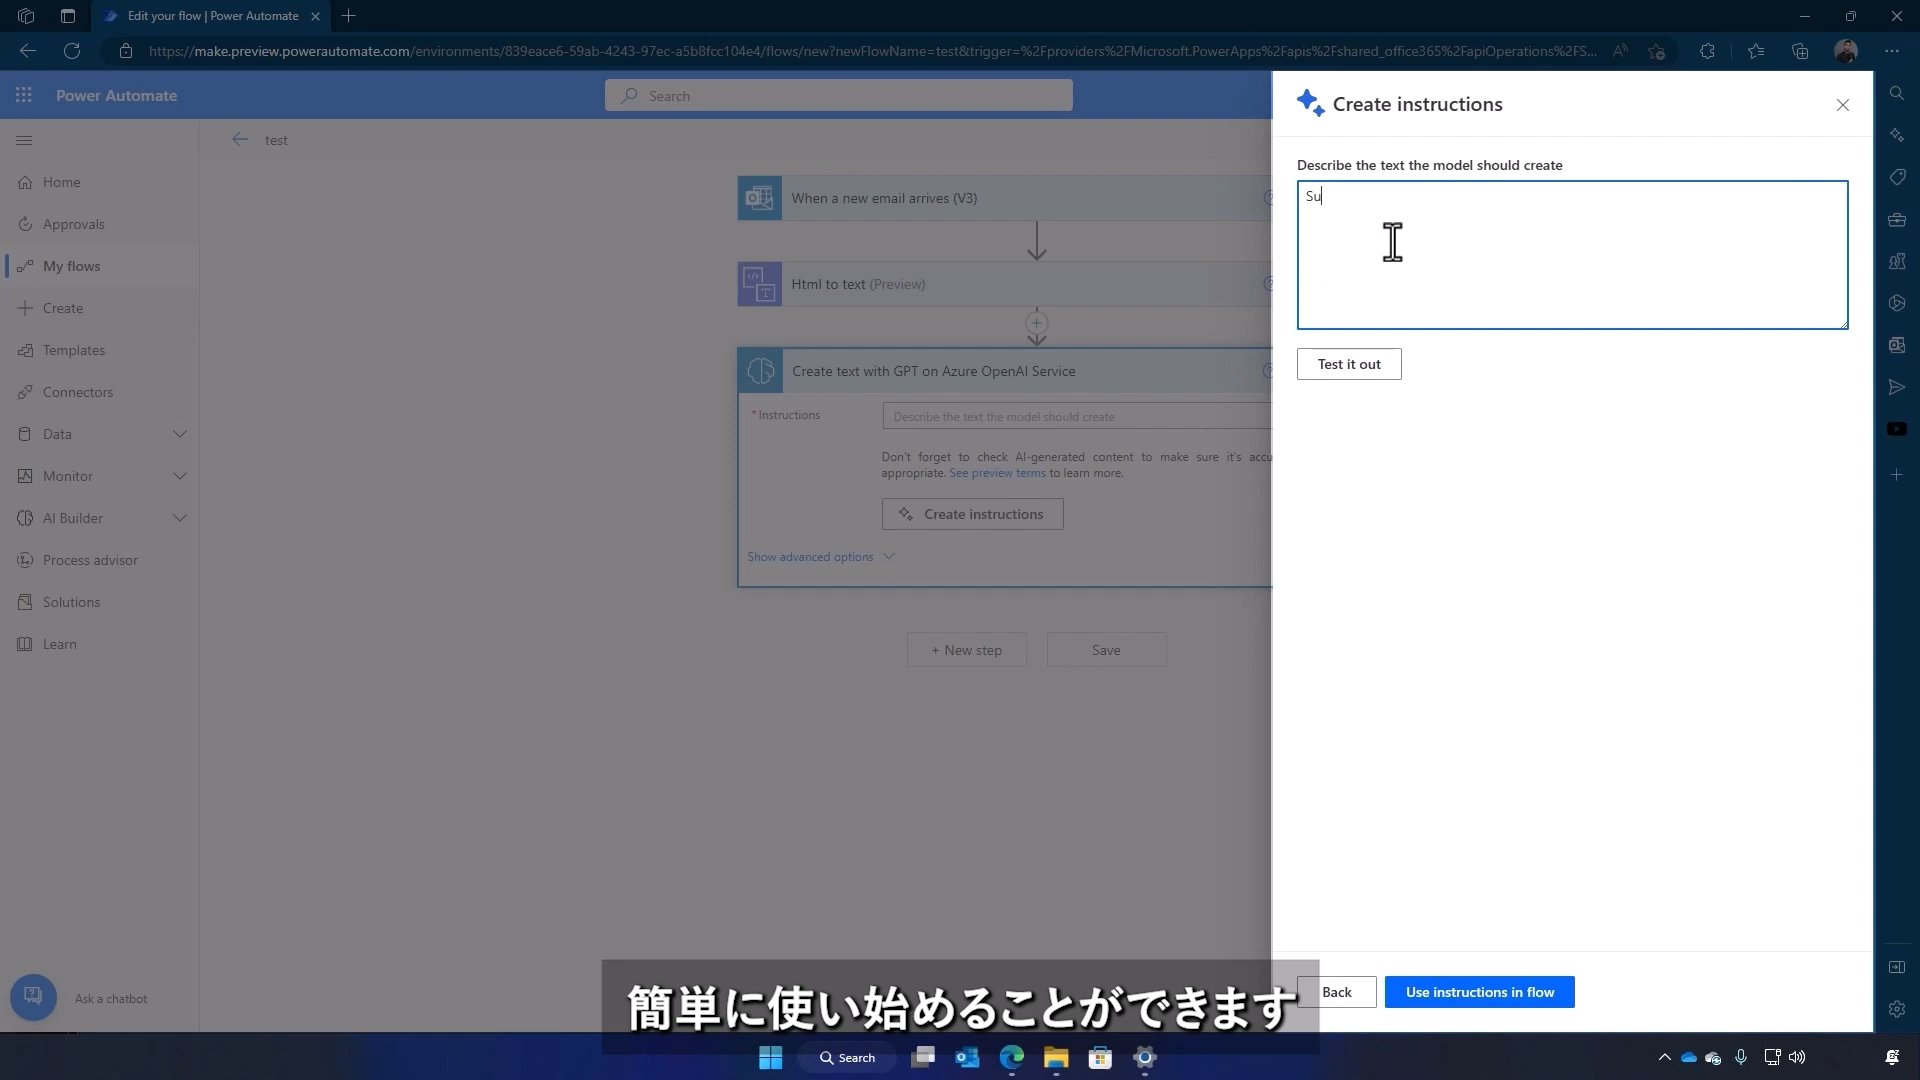 Edit your flow | Power Automate
https://make.preview.powerautomate.com/environments/839eace6-59ab-4243-97ec-a5b8fcc104e4/flows/new?newFlowName=test&trigger=%2Fproviders%2FMicrosoft.PowerApps%2Fapis%2Fshared_office365%2FapiOperations%2FS...
Power Automate
Search
test
Home
Approvals
My flows
Create
Templates
Connectors
Data
Monitor
AI Builder
Process advisor
Solutions
Learn
Ask a chatbot
When a new email arrives (V3)
Html to text (Preview)
Create text with GPT on Azure OpenAI Service
* Instructions
Describe the text the model should create
Don't forget to check AI-generated content to make sure it's accu
appropriate. See preview terms to learn more.
Create instructions
Show advanced options
+ New step
Save
Create instructions
Describe the text the model should create
Su
Test it out
Back
Use instructions in flow
簡単に使い始めることができます
Search